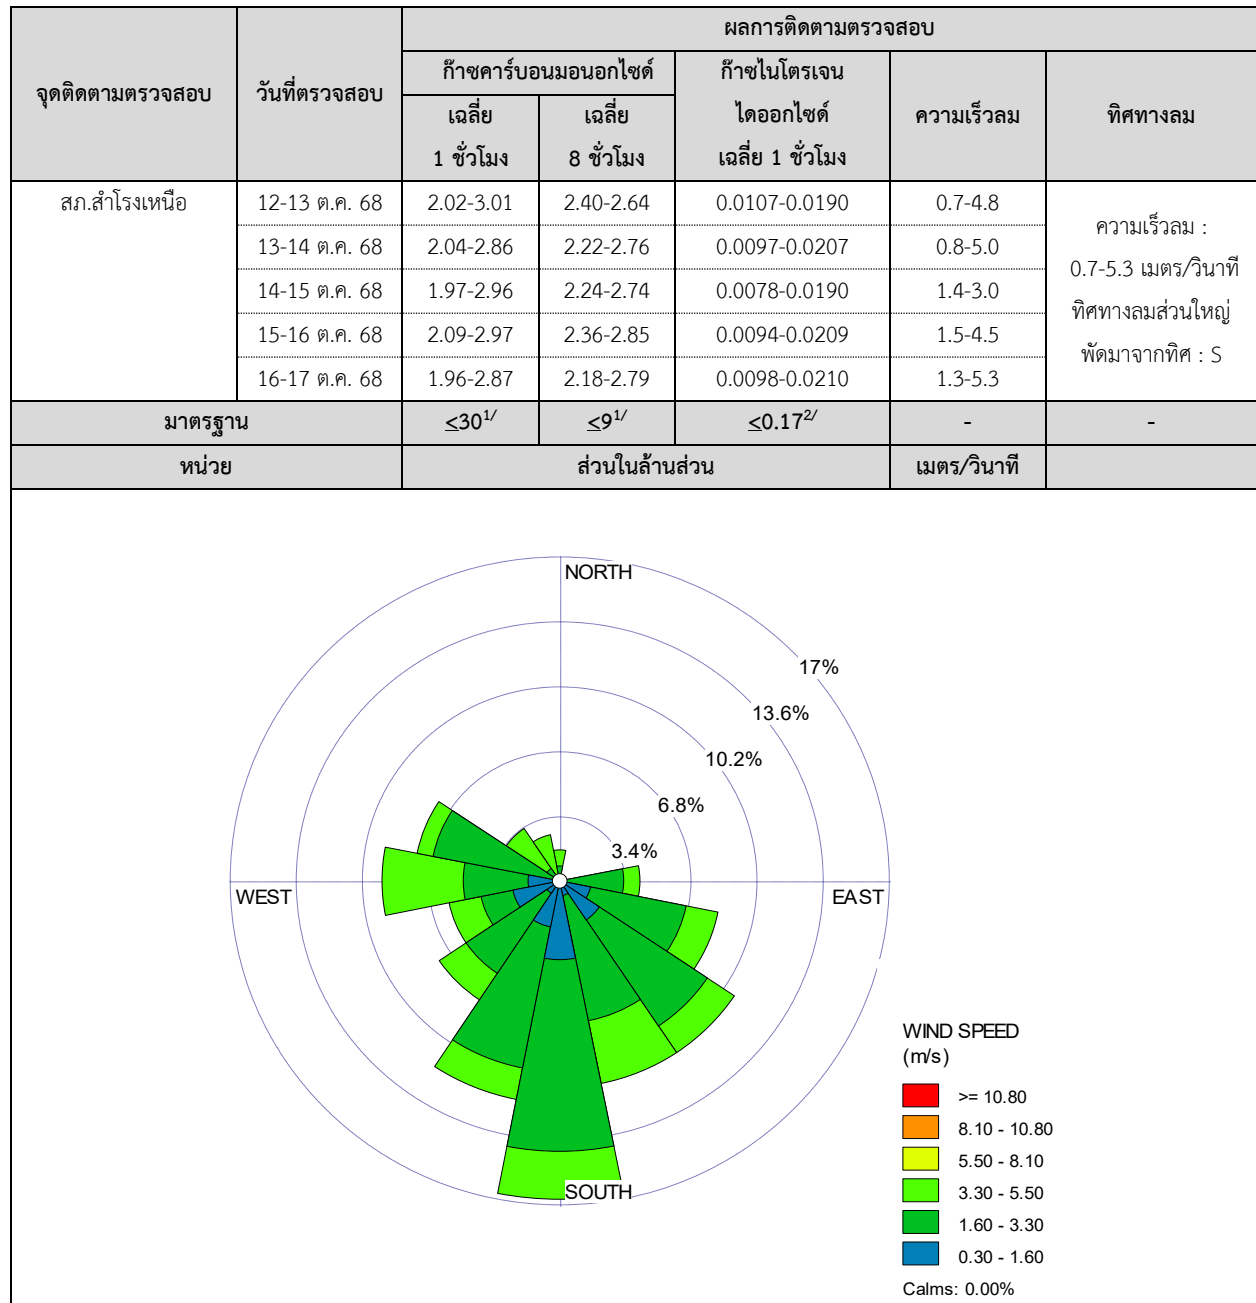 ผลการติดตามตรวจสอบ
จุดติดตามตรวจสอบ วันที่ตรวจสอบ ก๊าซคาร์บอนมอนอกไซด์ ก๊าซไนโตรเจน
ไดออกไซด์
เฉลี่ย 1 ชั่วโมง ความเร็วลม ทิศทางลม
เฉลี่ย
1 ชั่วโมง
เฉลี่ย
8 ชั่วโมง
สภ.สำโรงเหนือ 12-13 ต.ค. 68 2.02-3.01 2.40-2.64 0.0107-0.0190 0.7-4.8
13-14 ต.ค. 68 2.04-2.86 2.22-2.76 0.0097-0.0207 0.8-5.0
14-15 ต.ค. 68 1.97-2.96 2.24-2.74 0.0078-0.0190 1.4-3.0
15-16 ต.ค. 68 2.09-2.97 2.36-2.85 0.0094-0.0209 1.5-4.5
16-17 ต.ค. 68 1.96-2.87 2.18-2.79 0.0098-0.0210 1.3-5.3
ความเร็วลม :
0.7-5.3 เมตร/วินาที
ทิศทางลมส่วนใหญ่
พัดมาจากทิศ : S
มาตรฐาน ≤30¹/ ≤9¹/ ≤0.17²/ - -
หน่วย ส่วนในล้านส่วน เมตร/วินาที
NORTH
17%
13.6%
10.2%
6.8%
3.4%
WEST
EAST
SOUTH
WIND SPEED
(m/s)
>= 10.80
8.10 - 10.80
5.50 - 8.10
3.30 - 5.50
1.60 - 3.30
0.30 - 1.60
Calms: 0.00%